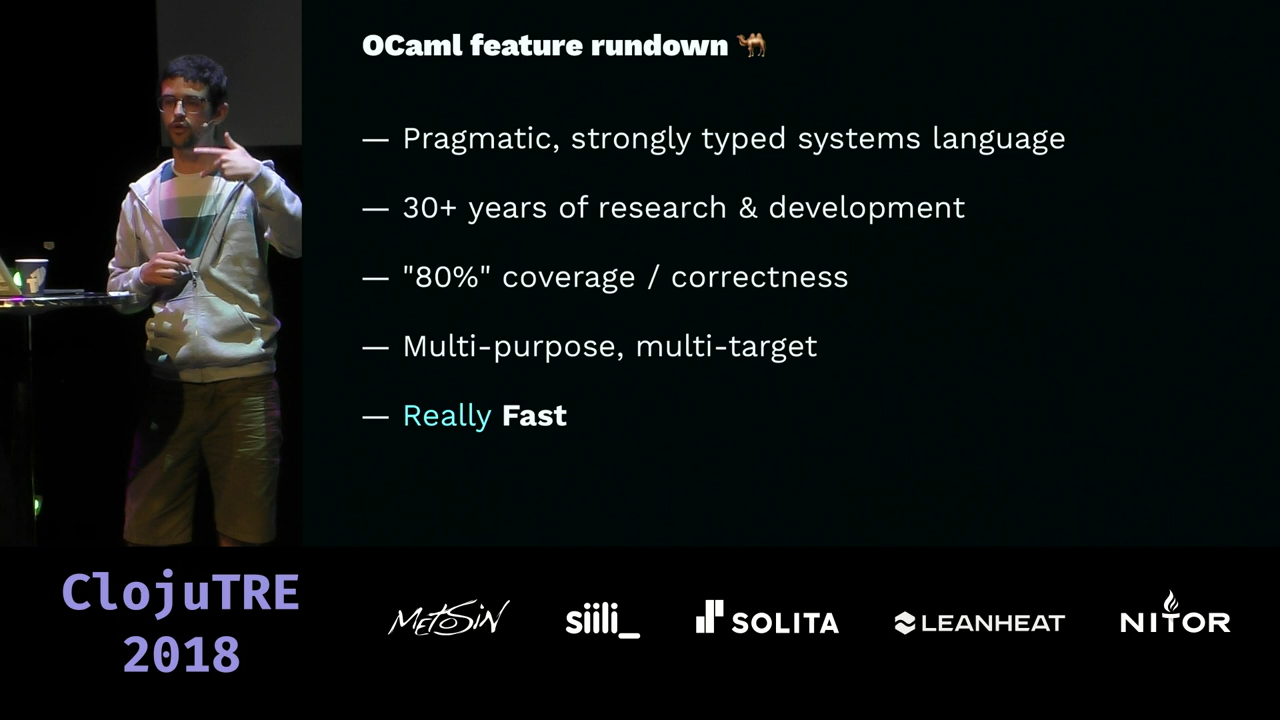 OCaml feature rundown 🐫
— Pragmatic, strongly typed systems language
— 30+ years of research & development
— "80%" coverage / correctness
— Multi-purpose, multi-target
— Really Fast
ClojuTRE
2018
METOSIN
siili_
SOLITA
LEANHEAT
NITOR